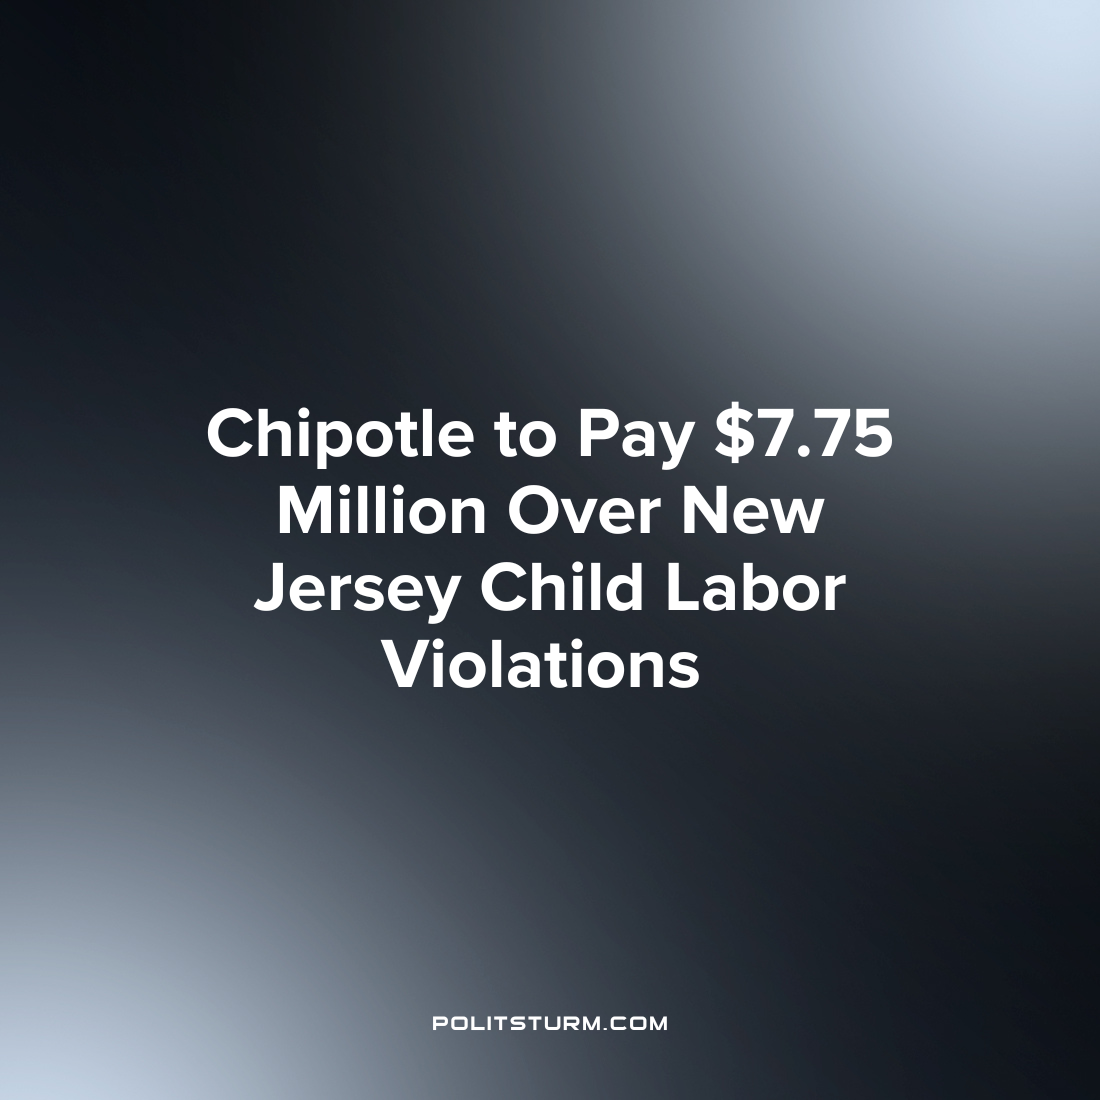 Chipotle to Pay $7.75
Million Over New
Jersey Child Labor
Violations
POLITSTURM.COM